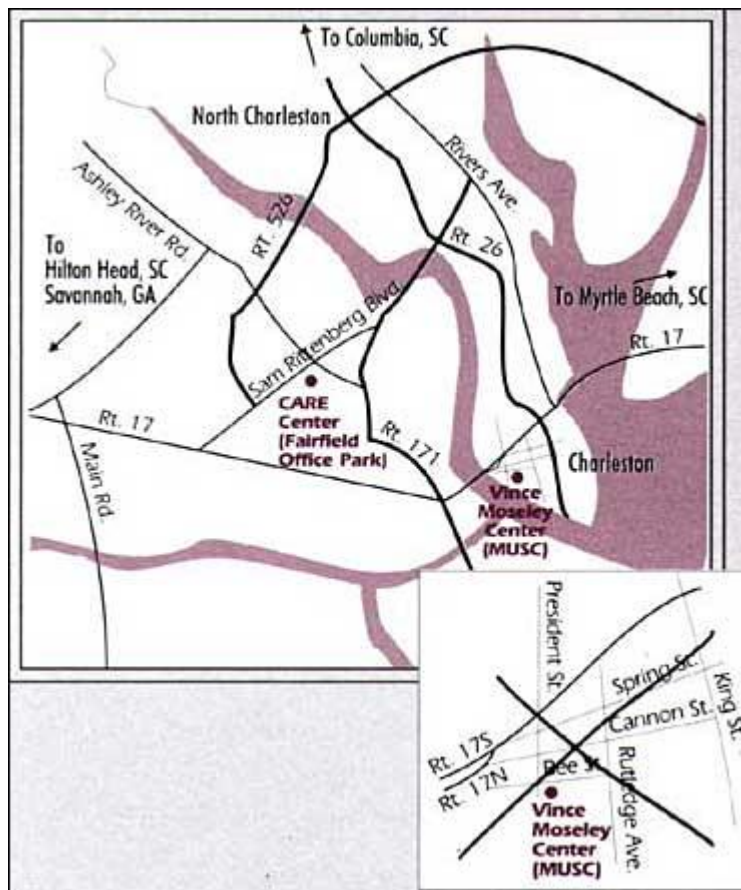 To Columbia, SC
North Charleston
Rivers Ave.
Ashley River Rd.
RT. 526
Rt. 26
To
Hilton Head, SC
Savannah, GA
To Myrtle Beach, SC
Sam Rittenberg Blvd.
Rt. 17
Rt. 17
CARE
Center
(Fairfield
Office Park)
Rt. 171
Main Rd.
Charleston
Vince
Moseley
Center
(MUSC)
President St.
Spring St.
King St.
Cannon St.
Rt. 17S
Rt. 17N
Bee St.
Rutledge Ave.
Vince
Moseley
Center
(MUSC)